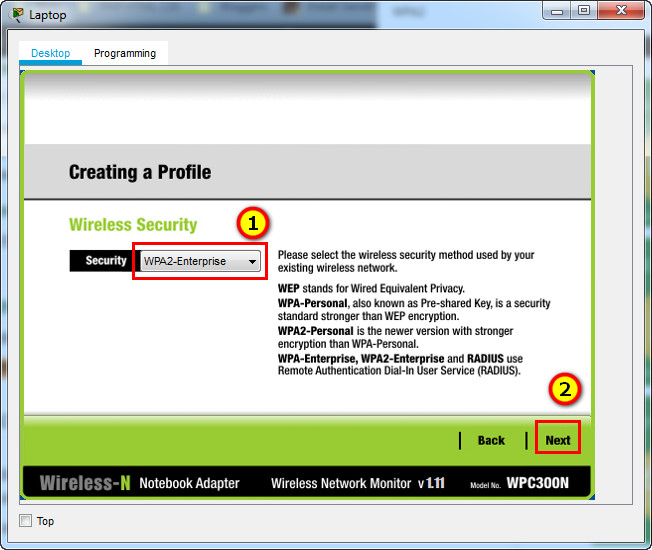 Laptop
Desktop Programming
Creating a Profile
Wireless Security
1
Security WPA2-Enterprise
Please select the wireless security method used by your
existing wireless network.
WEP stands for Wired Equivalent Privacy.
WPA-Personal, also known as Pre-shared Key, is a security
standard stronger than WEP encryption.
WPA2-Personal is the newer version with stronger
encryption than WPA-Personal.
WPA-Enterprise, WPA2-Enterprise and RADIUS use
Remote Authentication Dial-In User Service (RADIUS).
2
Back Next
Wireless-N Notebook Adapter Wireless Network Monitor v 1.11 Model No. WPC300N
Top